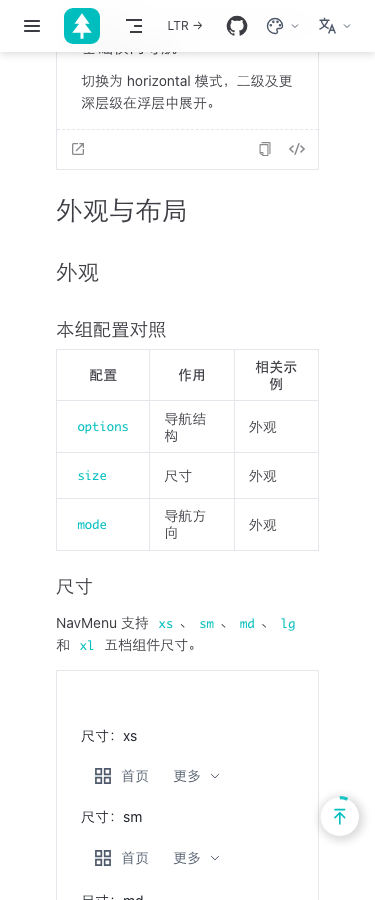 LTR
切换为 horizontal 模式，二级及更
深层级在浮层中展开。
外观与布局
外观
本组配置对照
配置 作用 相关示例
options 导航结构 外观
size 尺寸 外观
mode 导航方向 外观
尺寸
NavMenu 支持 xs 、 sm 、 md 、 lg
和 xl 五档组件尺寸。
尺寸：xs
首页 更多
尺寸：sm
首页 更多
尺寸：md